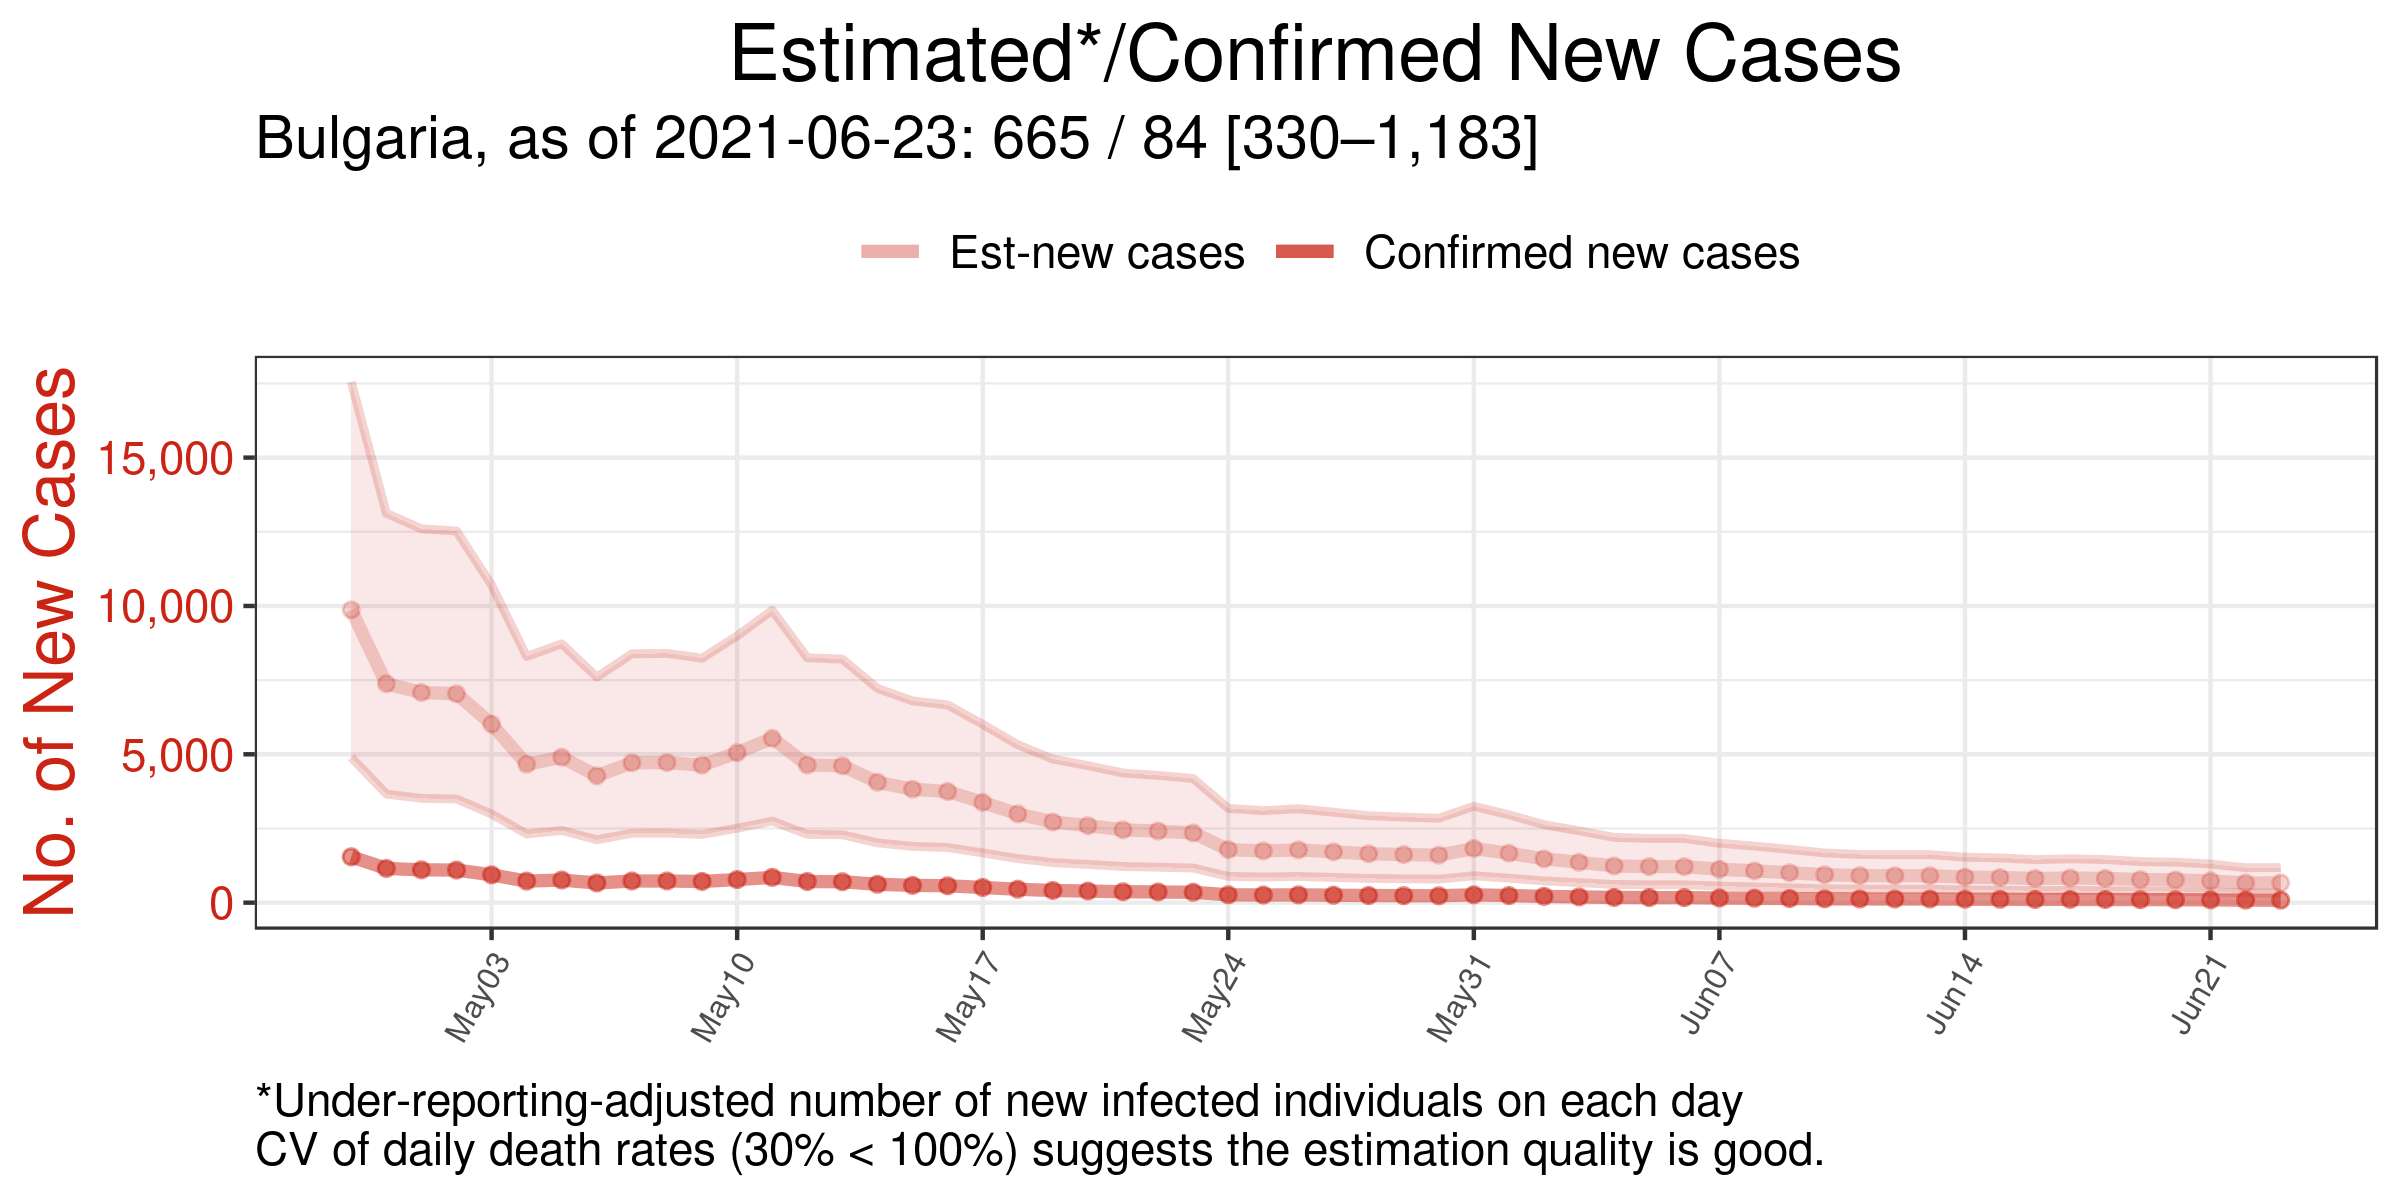 Estimated*/Confirmed New Cases
Bulgaria, as of 2021-06-23: 665 / 84 [330–1,183]
Est-new cases
Confirmed new cases
No. of New Cases
15,000
10,000
5,000
0
May03
May10
May17
May24
May31
Jun07
Jun14
Jun21
*Under-reporting-adjusted number of new infected individuals on each day
CV of daily death rates (30% < 100%) suggests the estimation quality is good.